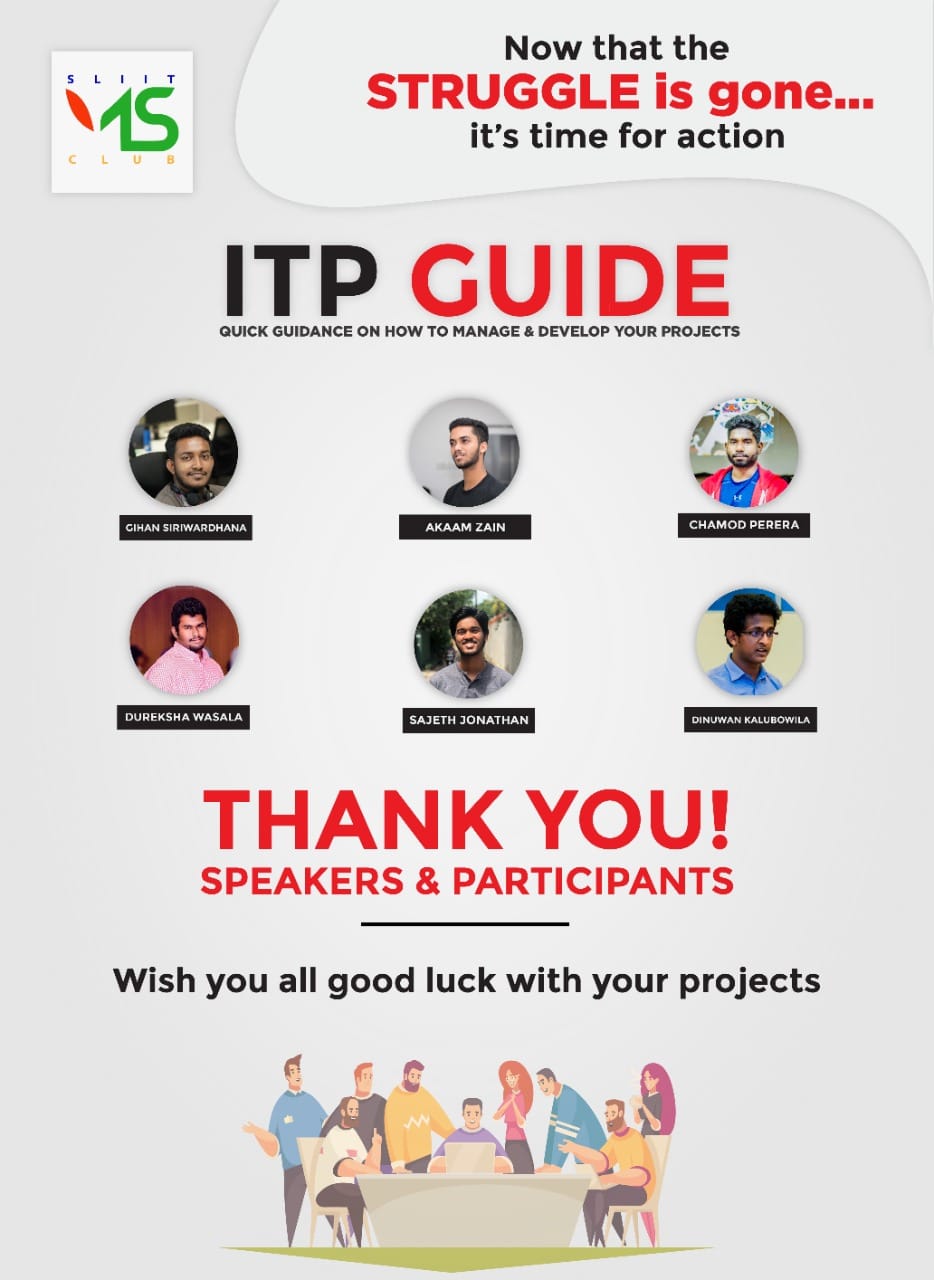 SLIIT
IS
CLUB
Now that the
STRUGGLE is gone...
it's time for action
ITP GUIDE
QUICK GUIDANCE ON HOW TO MANAGE & DEVELOP YOUR PROJECTS
GIHAN SIRIWARDHANA
AKAAM ZAIN
CHAMOD PERERA
DUREKSHA WASALA
SAJETH JONATHAN
DINUWAN KALUBOWILA
THANK YOU!
SPEAKERS & PARTICIPANTS
Wish you all good luck with your projects